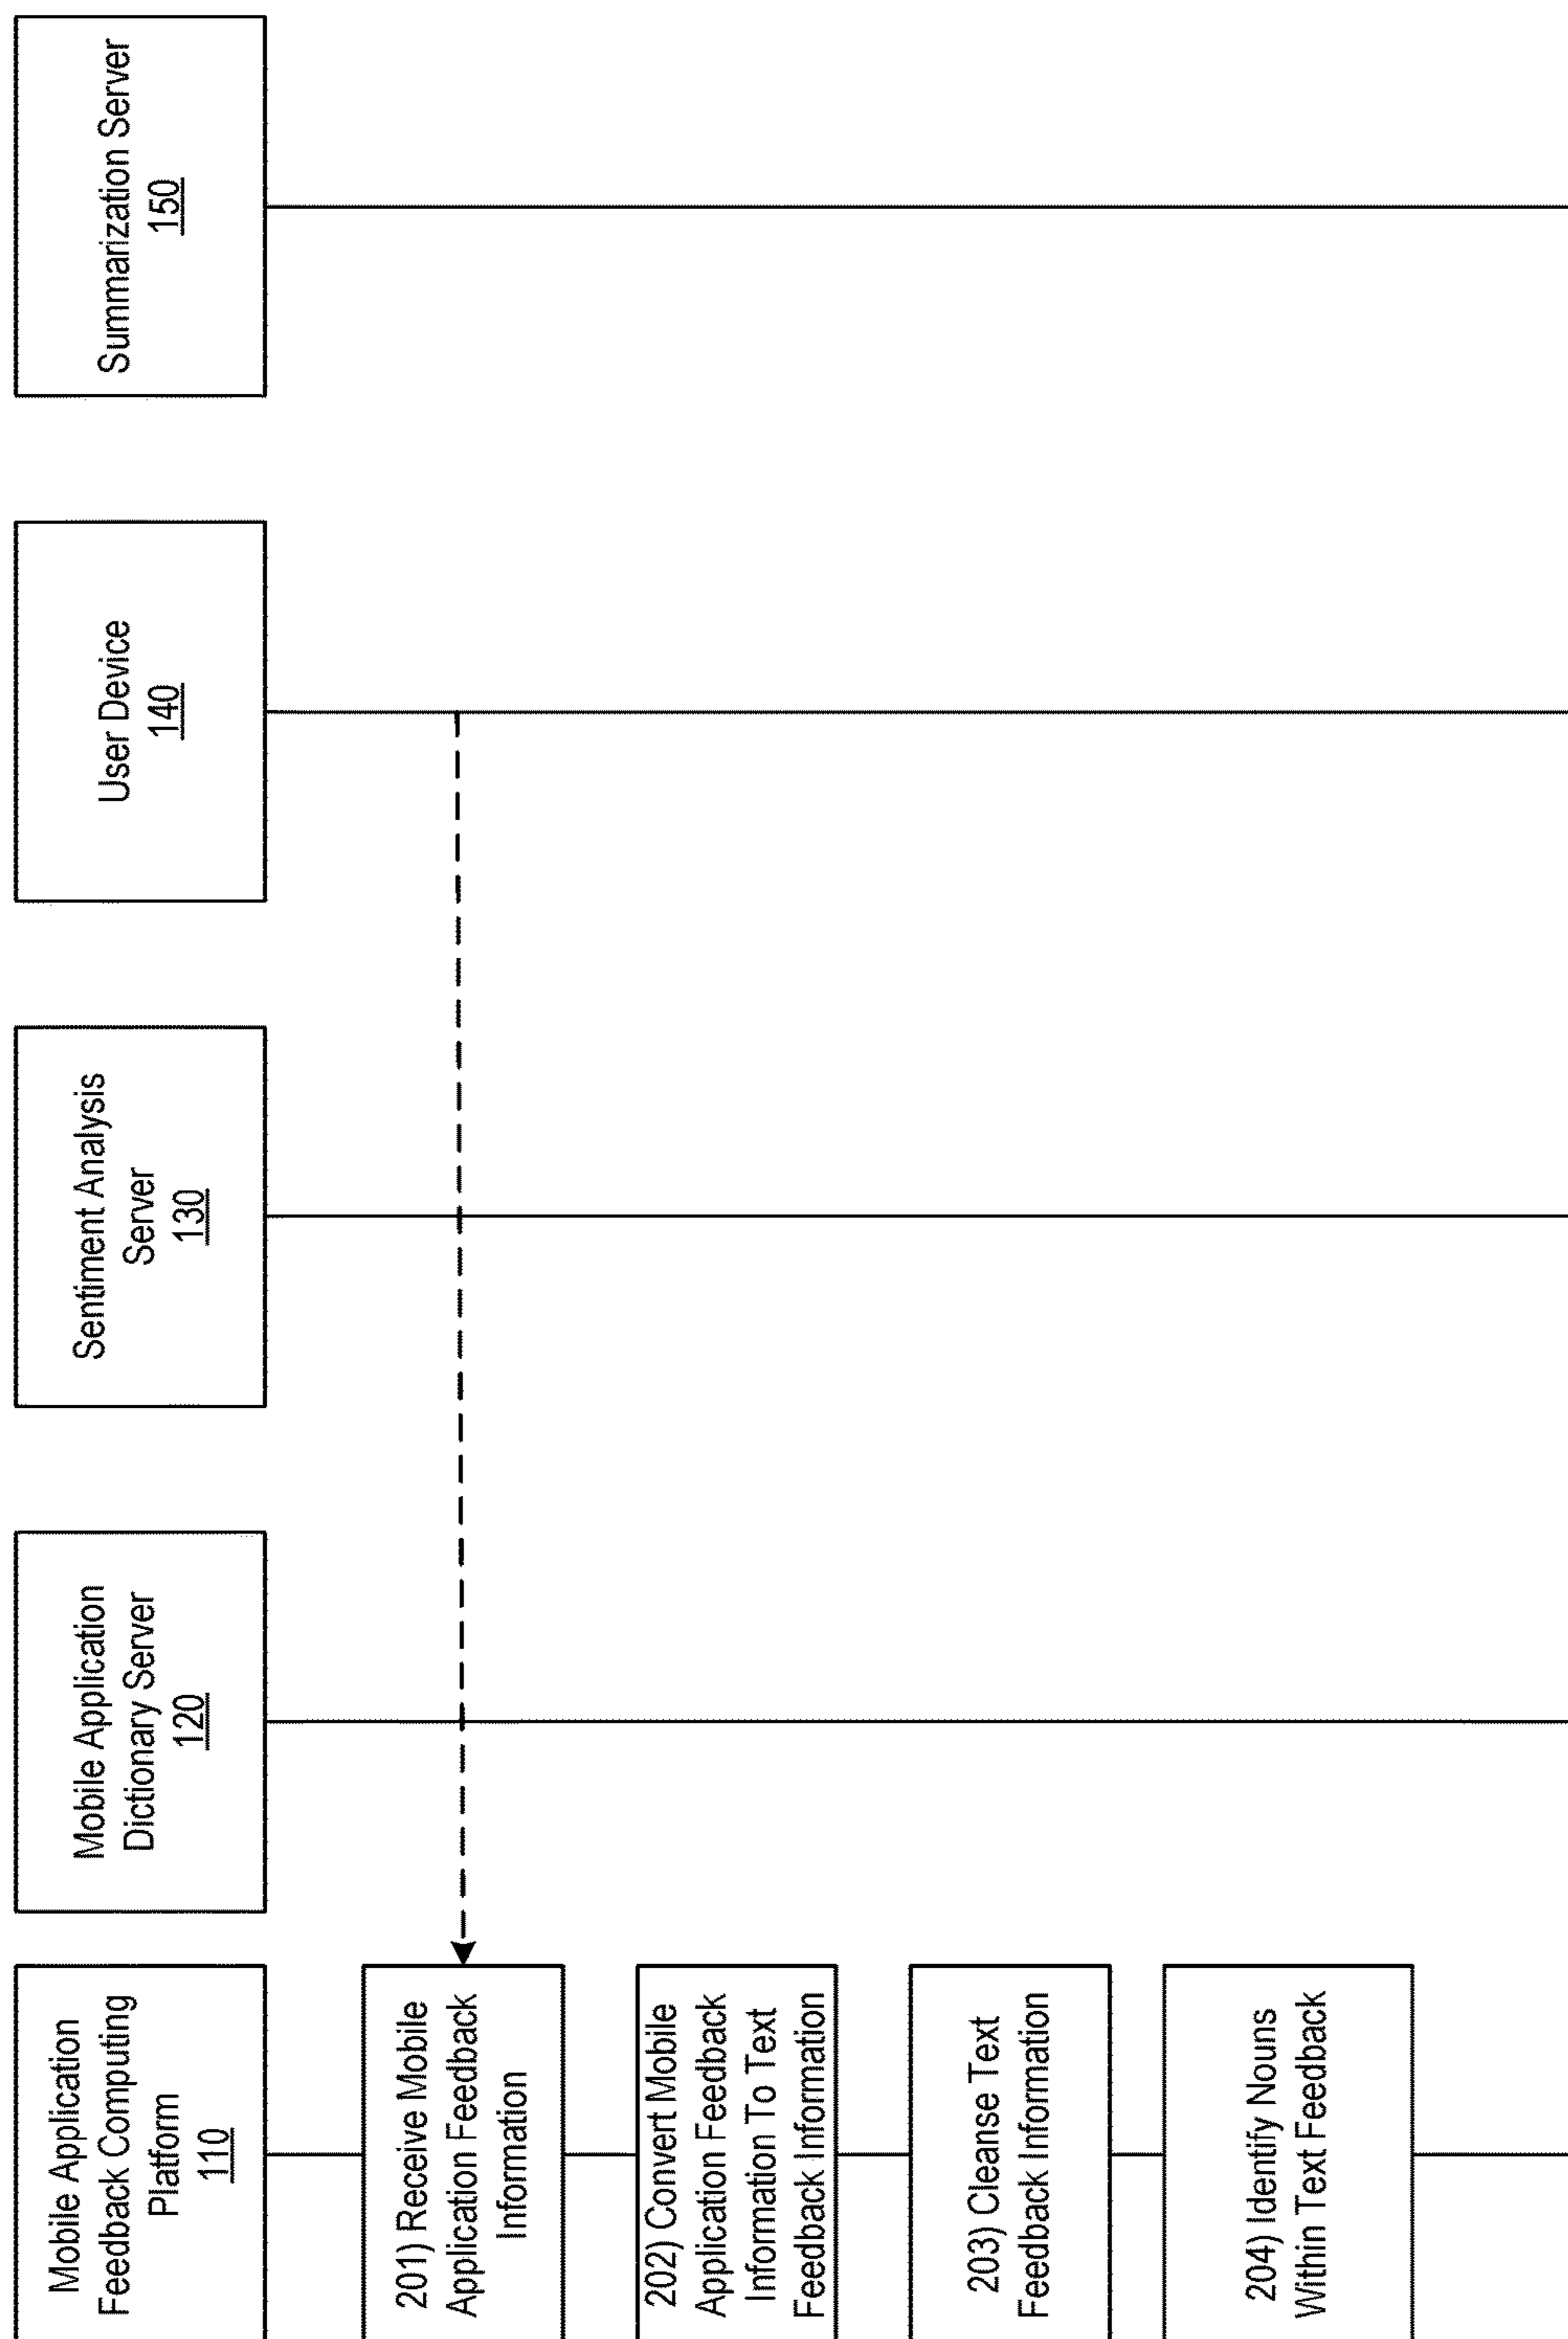 Mobile Application
Feedback Computing
Platform
110
Mobile Application
Dictionary Server
120
Sentiment Analysis
Server
130
User Device
140
Summarization Server
150
201) Receive Mobile
Application Feedback
Information
202) Convert Mobile
Application Feedback
Information To Text
Feedback Information
203) Cleanse Text
Feedback Information
204) Identify Nouns
Within Text Feedback